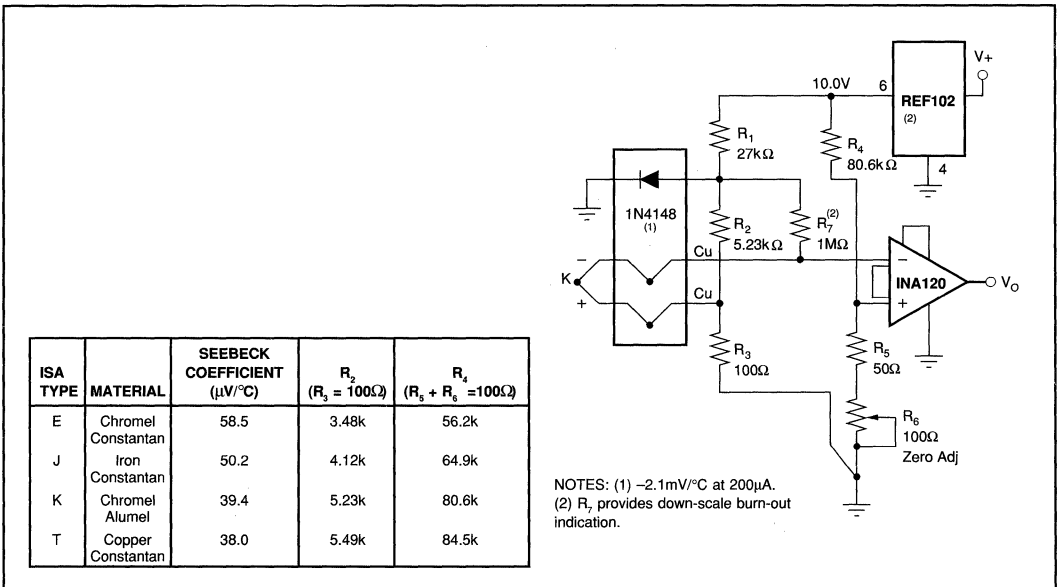 V+
10.0V
6
REF102
(2)
4
R1
27kΩ
R4
80.6kΩ
1N4148
(1)
R2
5.23kΩ
R7(2)
1MΩ
Cu
–
K
+
Cu
–
INA120
+
VO
R3
100Ω
R5
50Ω
R6
100Ω
Zero Adj
NOTES: (1) –2.1mV/°C at 200µA.
(2) R7 provides down-scale burn-out
indication.
ISA TYPE MATERIAL SEEBECK COEFFICIENT (µV/°C) R2 (R3 = 100Ω) R4 (R5 + R6 =100Ω)
E Chromel Constantan 58.5 3.48k 56.2k
J Iron Constantan 50.2 4.12k 64.9k
K Chromel Alumel 39.4 5.23k 80.6k
T Copper Constantan 38.0 5.49k 84.5k